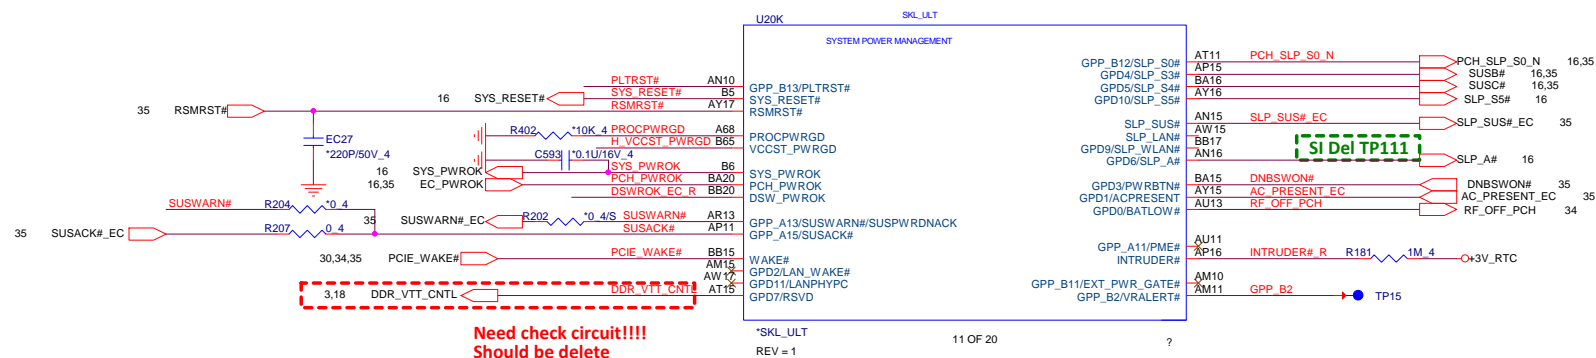 U20K
SKL_ULT
SYSTEM POWER MANAGEMENT
PLTRST# AN10 GPP_B13/PLTRST#
16 SYS_RESET# SYS_RESET# B5 SYS_RESET#
35 RSMRST# RSMRST# AY17 RSMRST#
EC27
*220P/50V_4
R402 *10K_4 PROCPWRGD A68 PROCPWRGD
H_VCCST_PWRGD B65 VCCST_PWRGD
C593 *0.1U/16V_4
16 SYS_PWROK SYS_PWROK B6 SYS_PWROK
16,35 EC_PWROK PCH_PWROK BA20 PCH_PWROK
DSWROK_EC_R BB20 DSW_PWROK
SUSWARN# R204 *0_4
35 SUSWARN#_EC R202 *0_4/S SUSWARN# AR13 GPP_A13/SUSWARN#/SUSPWRDNACK
35 SUSACK#_EC R207 0_4 SUSACK# AP11 GPP_A15/SUSACK#
30,34,35 PCIE_WAKE# PCIE_WAKE# BB15 WAKE#
AM15 GPD2/LAN_WAKE#
AW17 GPD11/LANPHYPC
3,18 DDR_VTT_CNTL DDR_VTT_CNTL AT15 GPD7/RSVD
Need check circuit!!!!
Should be delete
GPP_B12/SLP_S0# AT11 PCH_SLP_S0_N PCH_SLP_S0_N 16,35
GPD4/SLP_S3# AP15 SUSB# 16,35
GPD5/SLP_S4# BA16 SUSC# 16,35
GPD10/SLP_S5# AY16 SLP_S5# 16
SLP_SUS# AN15 SLP_SUS#_EC SLP_SUS#_EC 35
SLP_LAN# AW15
GPD9/SLP_WLAN# BB17
SI Del TP111
GPD6/SLP_A# AN16 SLP_A# 16
GPD3/PWRBTN# BA15 DNBSWON# DNBSWON# 35
GPD1/ACPRESENT AY15 AC_PRESENT_EC AC_PRESENT_EC 35
GPD0/BATLOW# AU13 RF_OFF_PCH RF_OFF_PCH 34
GPP_A11/PME# AU11
INTRUDER# AP16 INTRUDER#_R R181 1M_4 +3V_RTC
GPP_B11/EXT_PWR_GATE# AM10
GPP_B2/VRALERT# AM11 GPP_B2 TP15
*SKL_ULT
REV = 1
11 OF 20
?